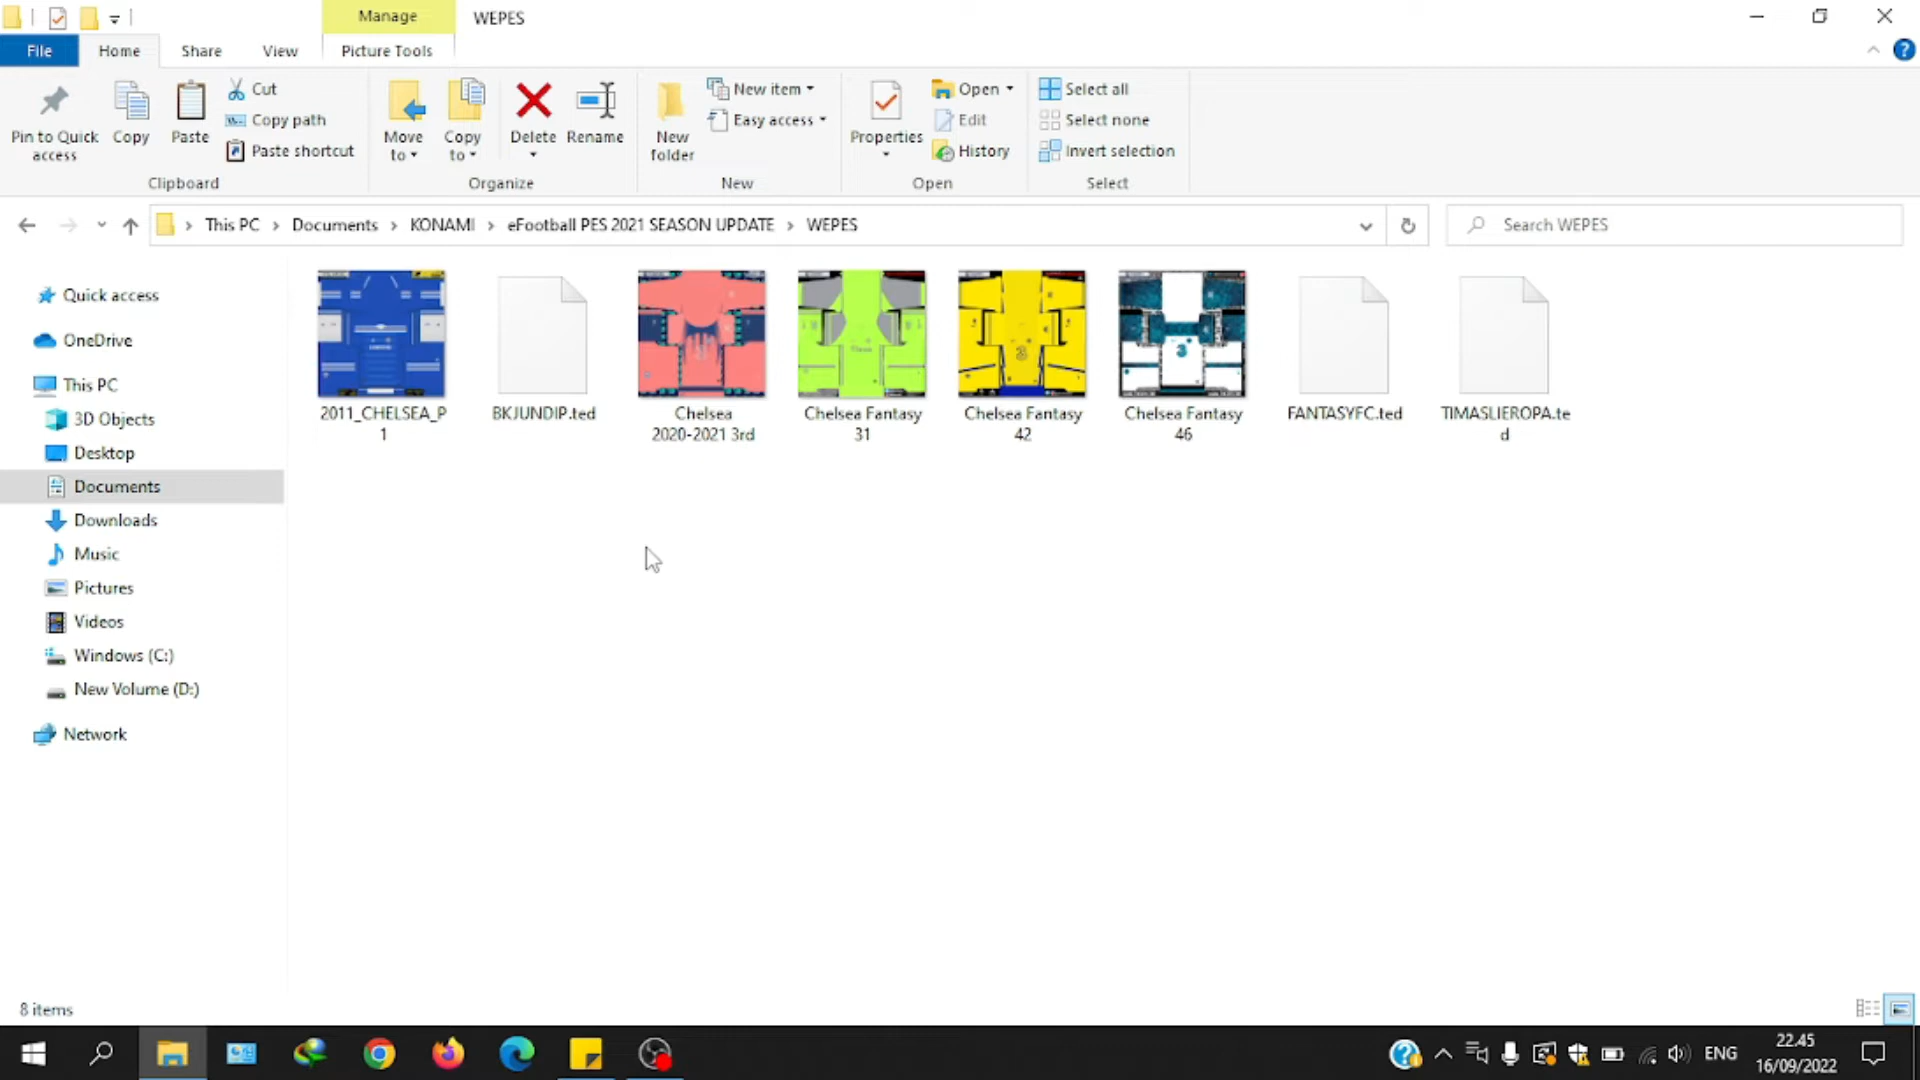 Manage
WEPES
File
Home
Share
View
Picture Tools
Pin to Quick
access
Copy
Paste
Cut
Copy path
Paste shortcut
Clipboard
Move
to
Copy
to
Delete
Rename
Organize
New
folder
New item
Easy access
New
Properties
Open
Edit
History
Open
Select all
Select none
Invert selection
Select
This PC
Documents
KONAMI
eFootball PES 2021 SEASON UPDATE
WEPES
Search WEPES
Quick access
OneDrive
This PC
3D Objects
Desktop
Documents
Downloads
Music
Pictures
Videos
Windows (C:)
New Volume (D:)
Network
2011_CHELSEA_P
1
BKJUNDIP.ted
Chelsea
2020-2021 3rd
Chelsea Fantasy
31
Chelsea Fantasy
42
3
Chelsea Fantasy
46
3
FANTASYFC.ted
TIMASLIEROPA.te
d
8 items
ENG
22.45
16/09/2022